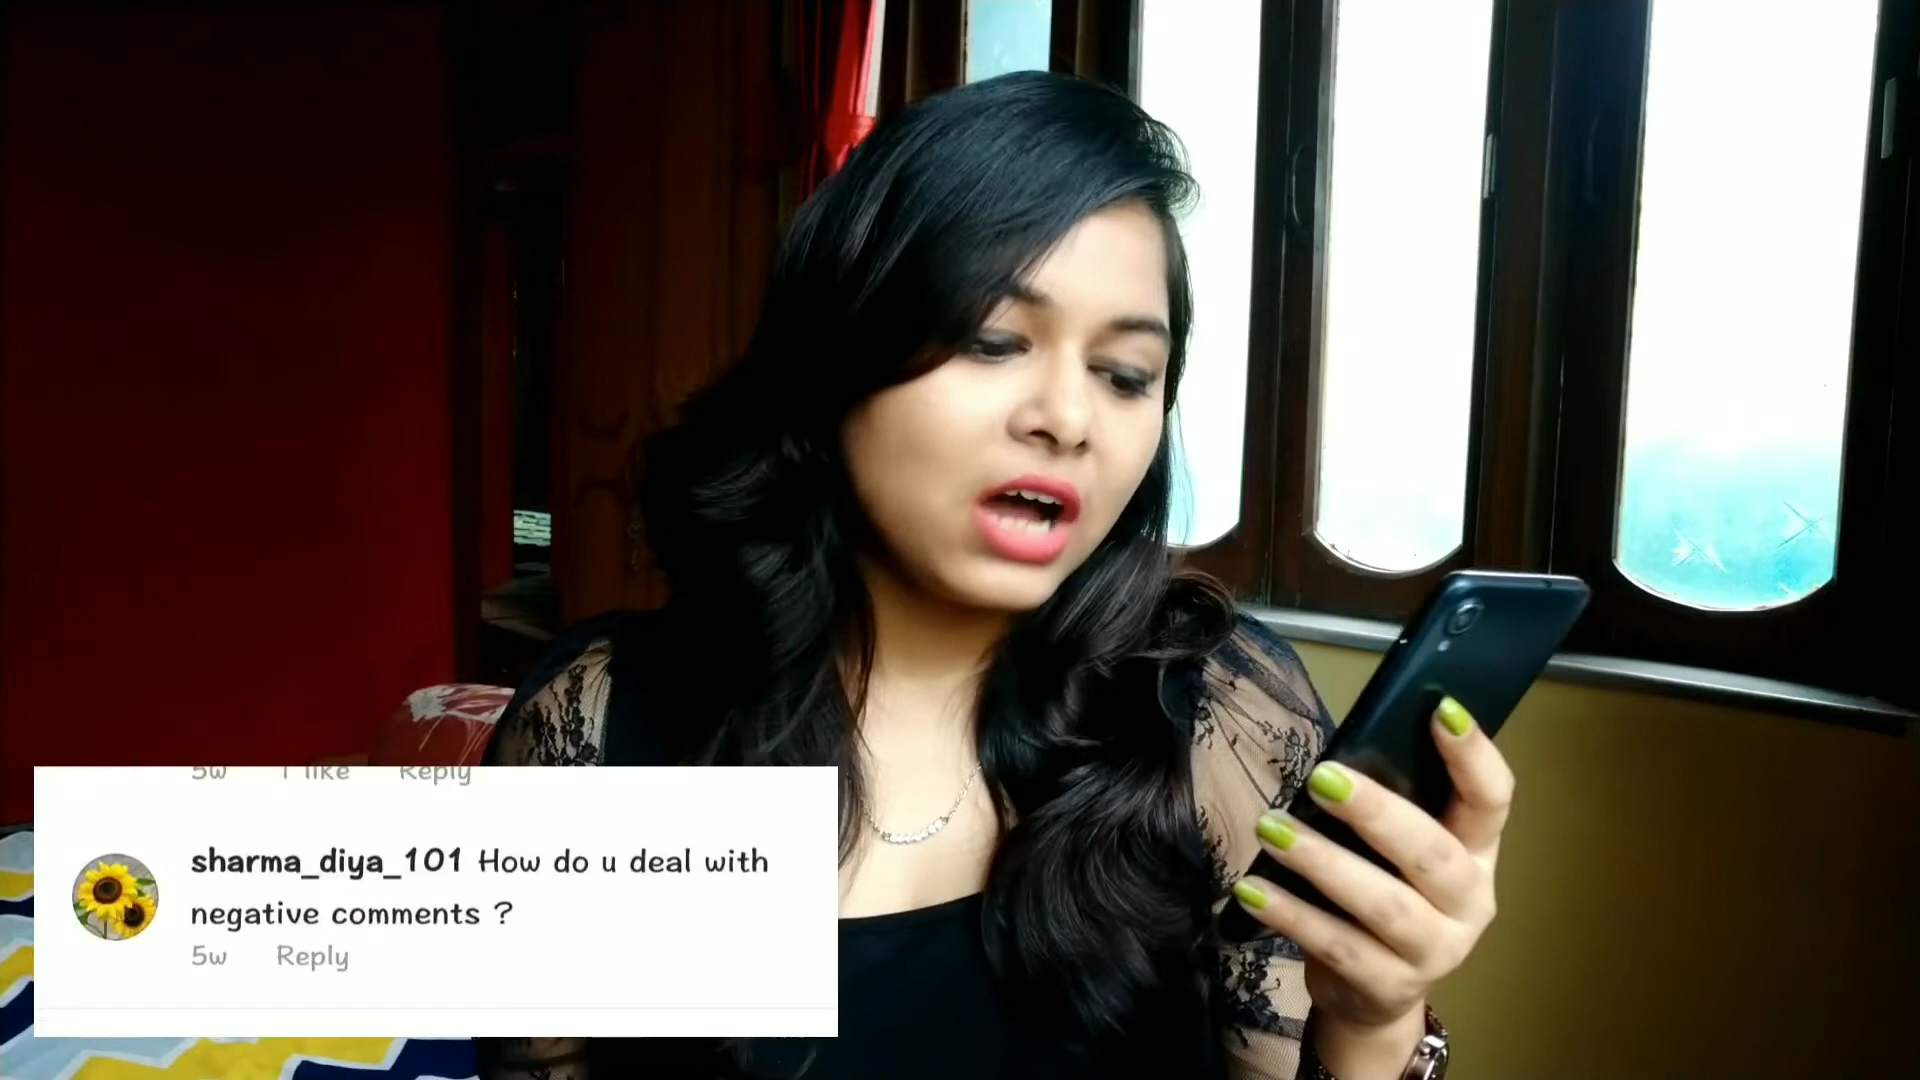 5w 1 like Reply
sharma_diya_101 How do u deal with
negative comments ?
5w Reply